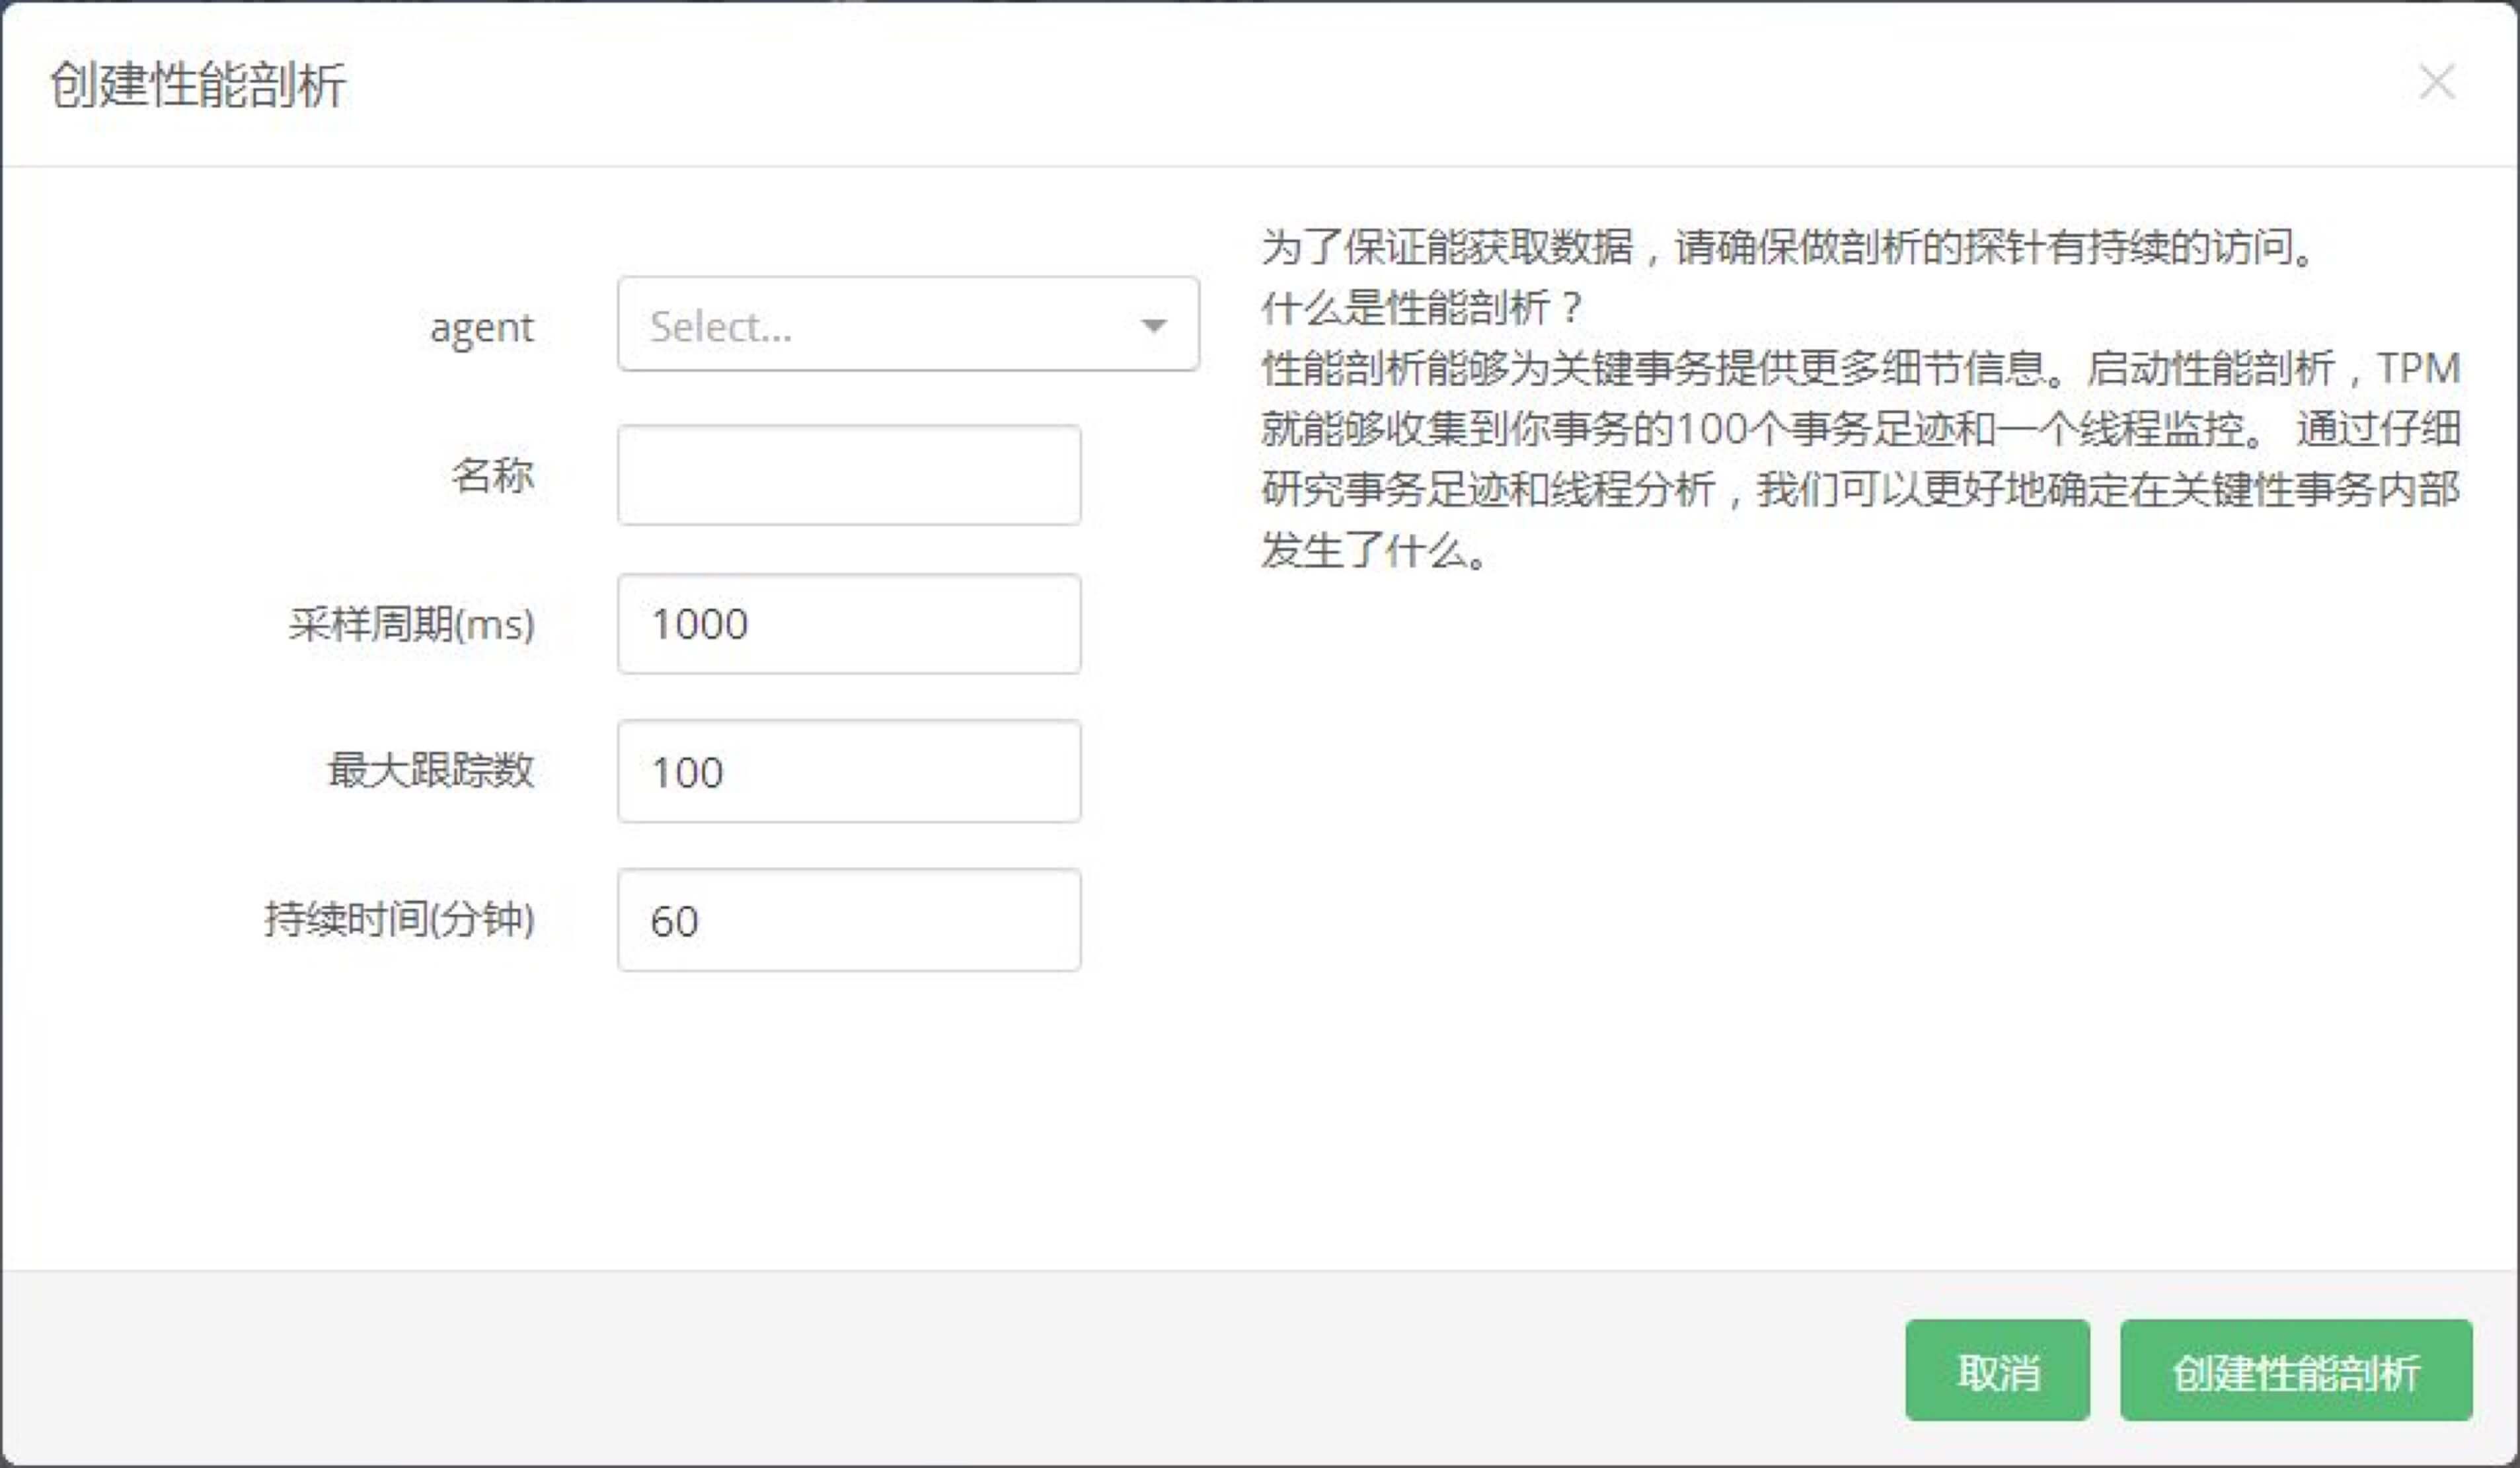 创建性能剖析
agent
Select...
名称
采样周期(ms)
1000
最大跟踪数
100
持续时间(分钟)
60
为了保证能获取数据，请确保做剖析的探针有持续的访问。
什么是性能剖析？
性能剖析能够为关键事务提供更多细节信息。启动性能剖析，TPM
就能够收集到你事务的100个事务足迹和一个线程监控。 通过仔细
研究事务足迹和线程分析，我们可以更好地确定在关键性事务内部
发生了什么。
取消
创建性能剖析